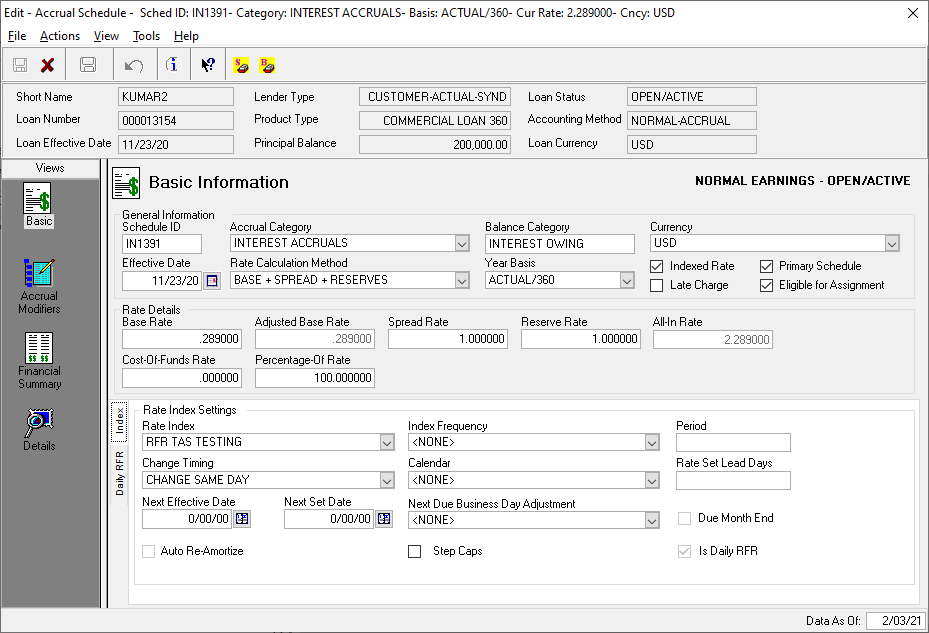 Edit - Accrual Schedule - Sched ID: IN1391- Category: INTEREST ACCRUALS- Basis: ACTUAL/360- Cur Rate: 2.289000- Cncy: USD
File Actions View Tools Help
Short Name KUMAR2 Lender Type CUSTOMER-ACTUAL-SYND Loan Status OPEN/ACTIVE
Loan Number 000013154 Product Type COMMERCIAL LOAN 360 Accounting Method NORMAL-ACCRUAL
Loan Effective Date 11/23/20 Principal Balance 200,000.00 Loan Currency USD
Views
Basic
Accrual
Modifiers
Financial
Summary
Details
Basic Information NORMAL EARNINGS - OPEN/ACTIVE
General Information
Schedule ID Accrual Category Balance Category Currency
IN1391 INTEREST ACCRUALS INTEREST OWING USD
Effective Date Rate Calculation Method Year Basis Indexed Rate Primary Schedule
11/23/20 BASE + SPREAD + RESERVES ACTUAL/360 Late Charge Eligible for Assignment
Rate Details
Base Rate Adjusted Base Rate Spread Rate Reserve Rate All-In Rate
.289000 .289000 1.000000 1.000000 2.289000
Cost-Of-Funds Rate Percentage-Of Rate
.000000 100.000000
Index
Daily RFR
Rate Index Settings
Rate Index Index Frequency Period
RFR TAS TESTING <NONE>
Change Timing Calendar Rate Set Lead Days
CHANGE SAME DAY <NONE>
Next Effective Date Next Set Date Next Due Business Day Adjustment
0/00/00 0/00/00 <NONE> Due Month End
Auto Re-Amortize Step Caps Is Daily RFR
Data As Of: 2/03/21